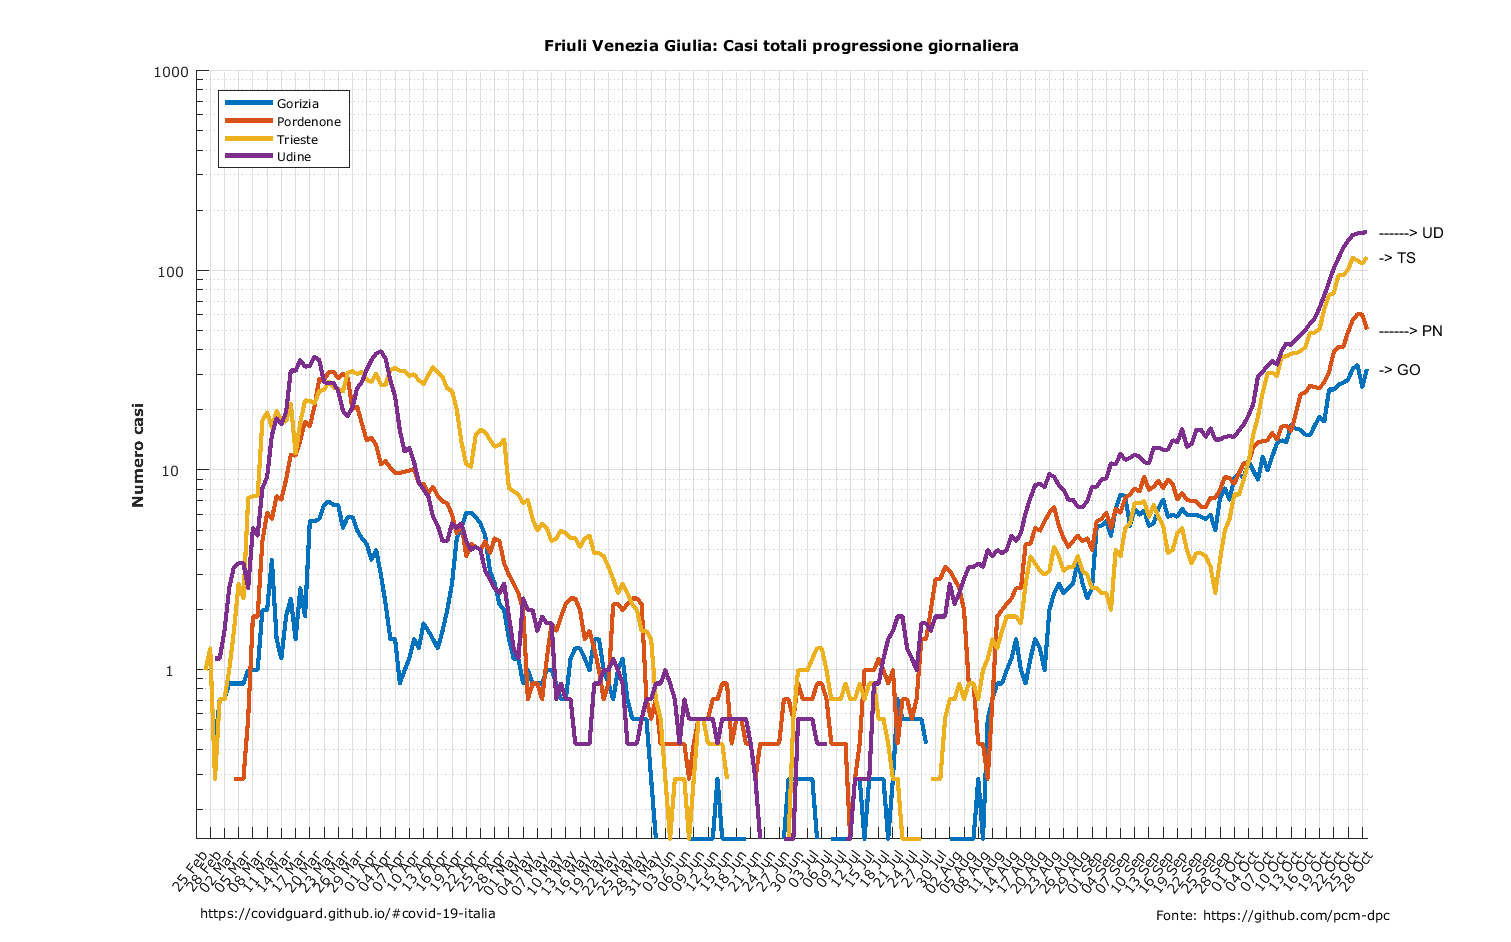 Friuli Venezia Giulia: Casi totali progressione giornaliera
Numero casi
1000
100
10
1
Gorizia
Pordenone
Trieste
Udine
------> UD
-> TS
------> PN
-> GO
25 Feb
28 Feb
02 Mar
05 Mar
08 Mar
11 Mar
14 Mar
17 Mar
20 Mar
23 Mar
26 Mar
29 Mar
01 Apr
04 Apr
07 Apr
10 Apr
13 Apr
16 Apr
19 Apr
22 Apr
25 Apr
28 Apr
01 May
04 May
07 May
10 May
13 May
16 May
19 May
22 May
25 May
28 May
31 May
03 Jun
06 Jun
09 Jun
12 Jun
15 Jun
18 Jun
21 Jun
24 Jun
27 Jun
30 Jun
03 Jul
06 Jul
09 Jul
12 Jul
15 Jul
18 Jul
21 Jul
24 Jul
27 Jul
30 Jul
02 Aug
05 Aug
08 Aug
11 Aug
14 Aug
17 Aug
20 Aug
23 Aug
26 Aug
29 Aug
01 Sep
04 Sep
07 Sep
10 Sep
13 Sep
16 Sep
19 Sep
22 Sep
25 Sep
28 Sep
01 Oct
04 Oct
07 Oct
10 Oct
13 Oct
16 Oct
19 Oct
22 Oct
25 Oct
28 Oct
https://covidguard.github.io/#covid-19-italia
Fonte: https://github.com/pcm-dpc